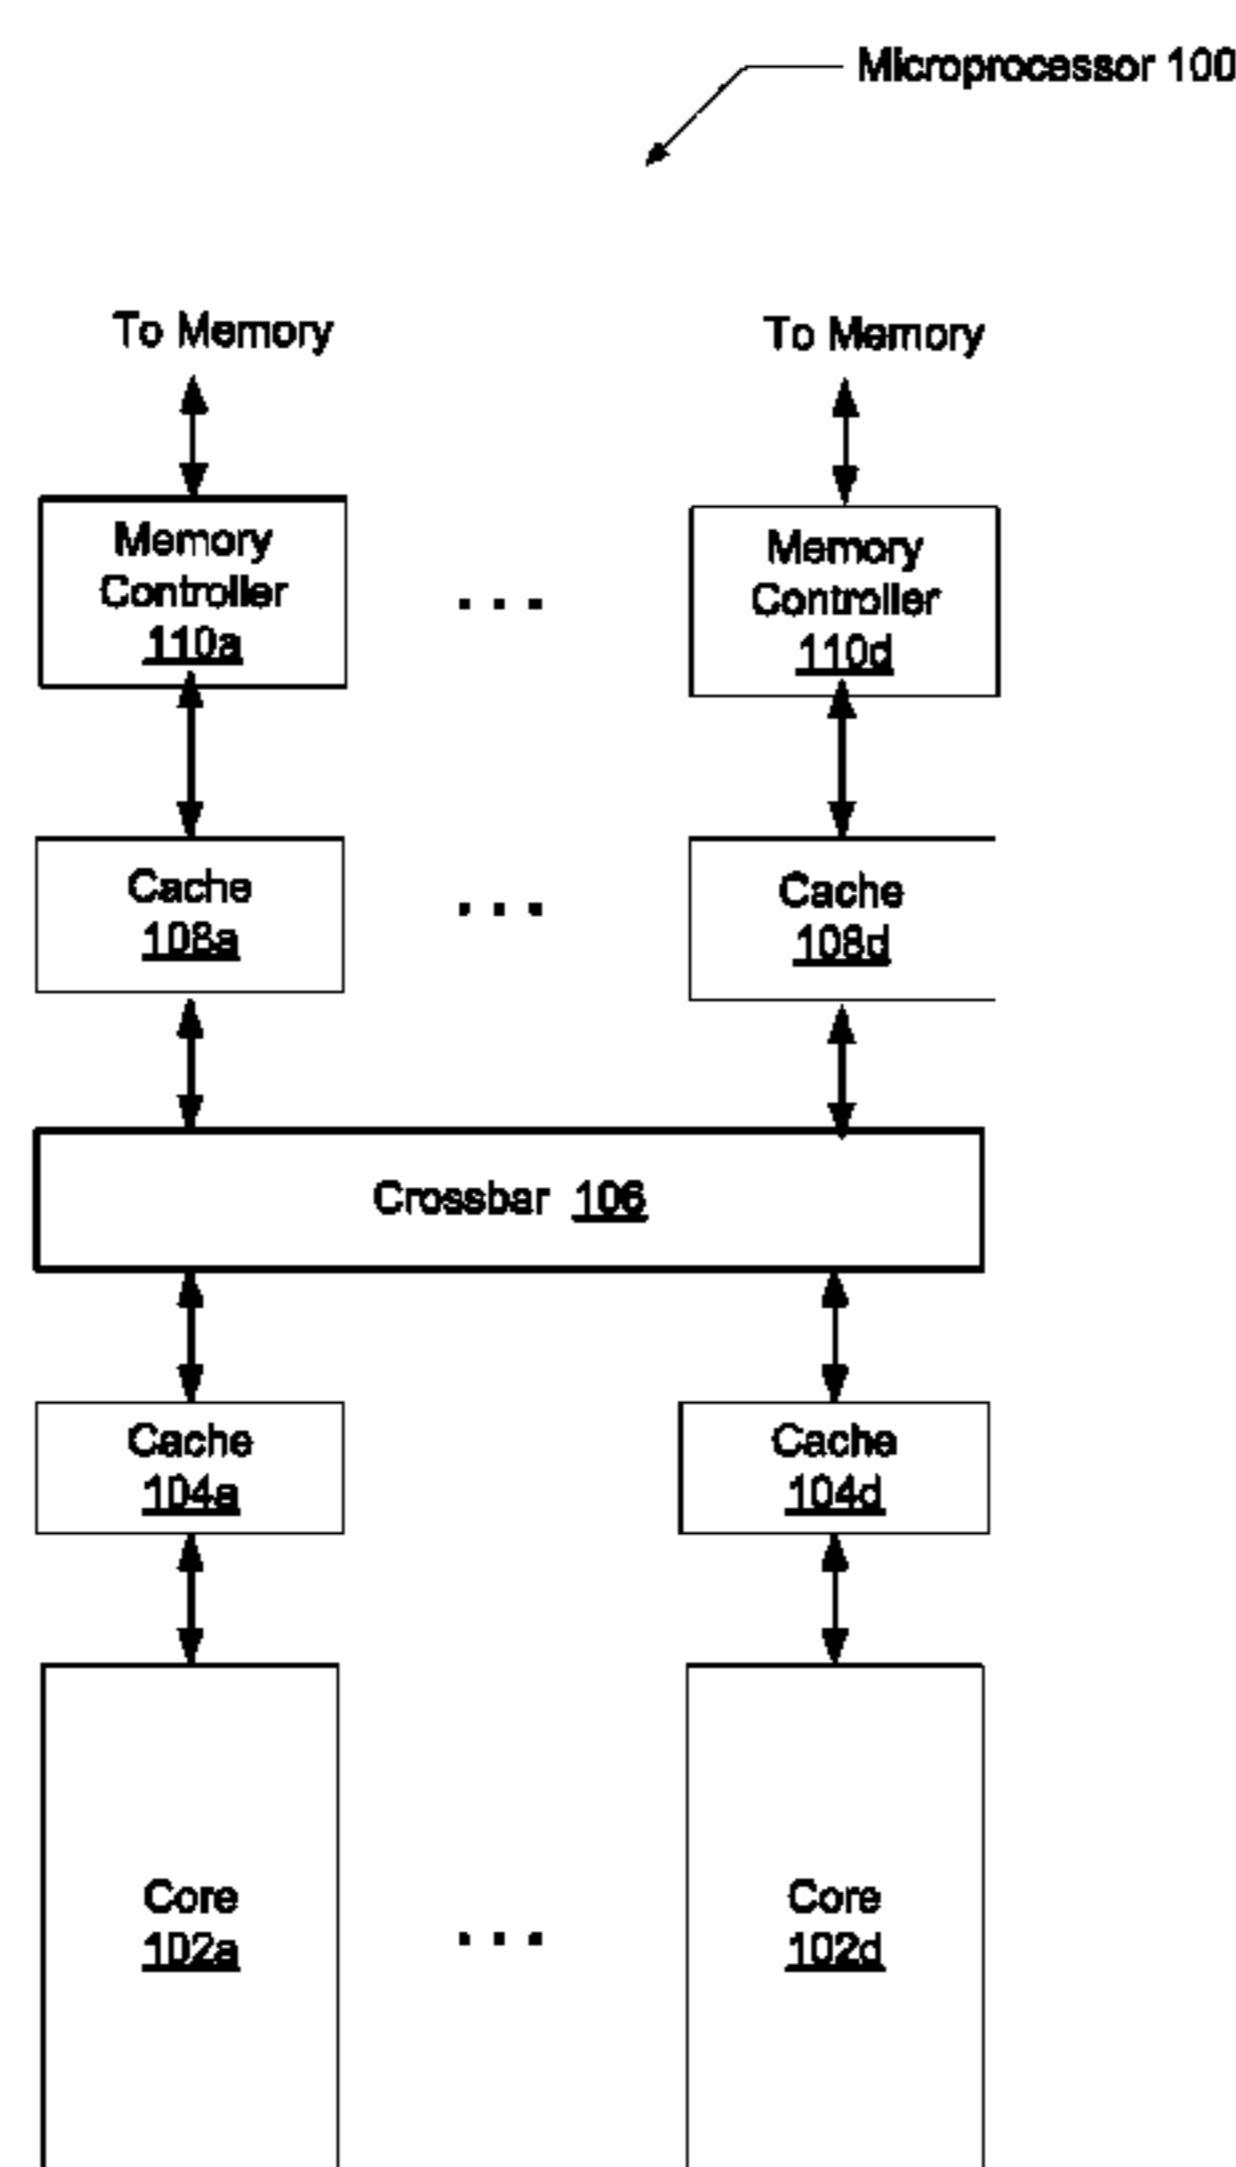 Microprocessor 100
To Memory
To Memory
Memory
Controller
110a
. . .
Memory
Controller
110d
Cache
108a
. . .
Cache
108d
Crossbar 106
Cache
104a
Cache
104d
Core
102a
. . .
Core
102d